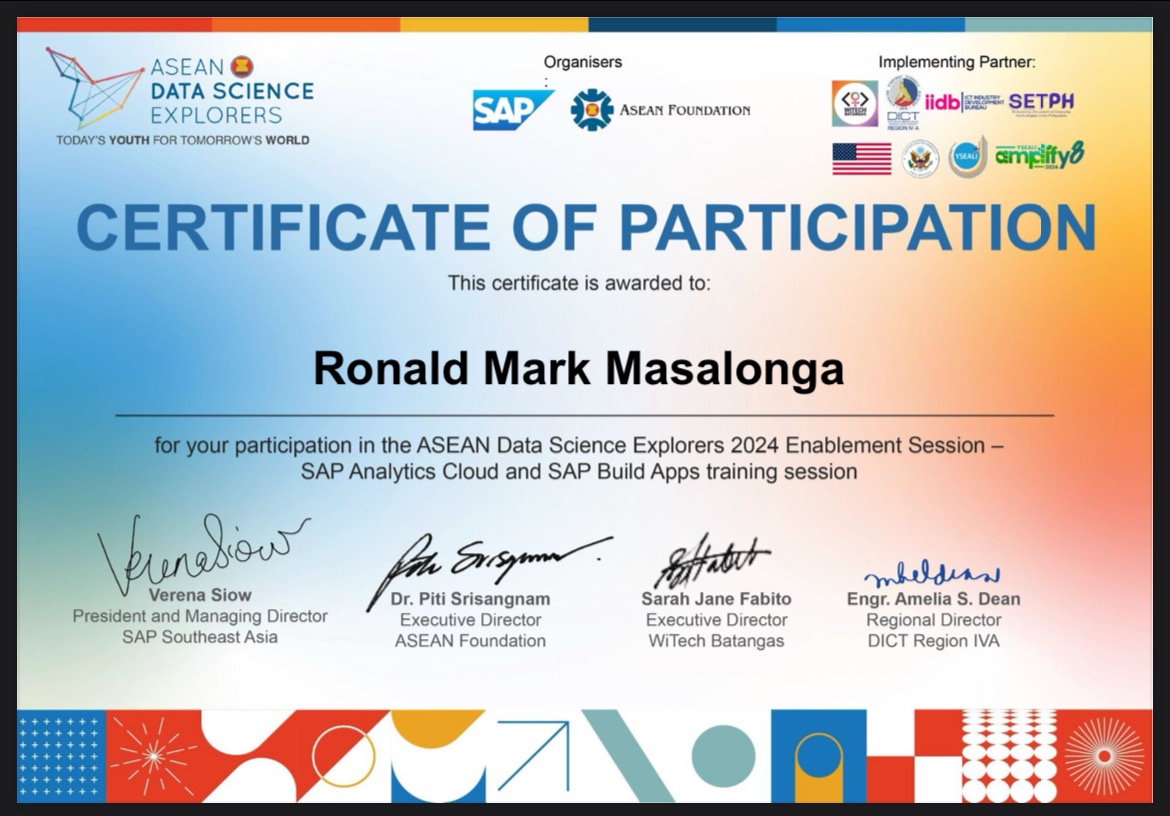 ASEAN
DATA SCIENCE
EXPLORERS
TODAY'S YOUTH FOR TOMORROW'S WORLD
Organisers
:
SAP
ASEAN FOUNDATION
Implementing Partner:
WITECH
BATANGAS
DICT
REGION IV-A
iidb
ICT INDUSTRY
DEVELOPMENT
BUREAU
SETPH
YSEALI
YSEALI
amplify8
2024
CERTIFICATE OF PARTICIPATION
This certificate is awarded to:
Ronald Mark Masalonga
for your participation in the ASEAN Data Science Explorers 2024 Enablement Session –
SAP Analytics Cloud and SAP Build Apps training session
Verena Siow
Verena Siow
President and Managing Director
SAP Southeast Asia
Dr. Piti Srisangnam
Executive Director
ASEAN Foundation
Sarah Jane Fabito
Executive Director
WiTech Batangas
Engr. Amelia S. Dean
Regional Director
DICT Region IVA